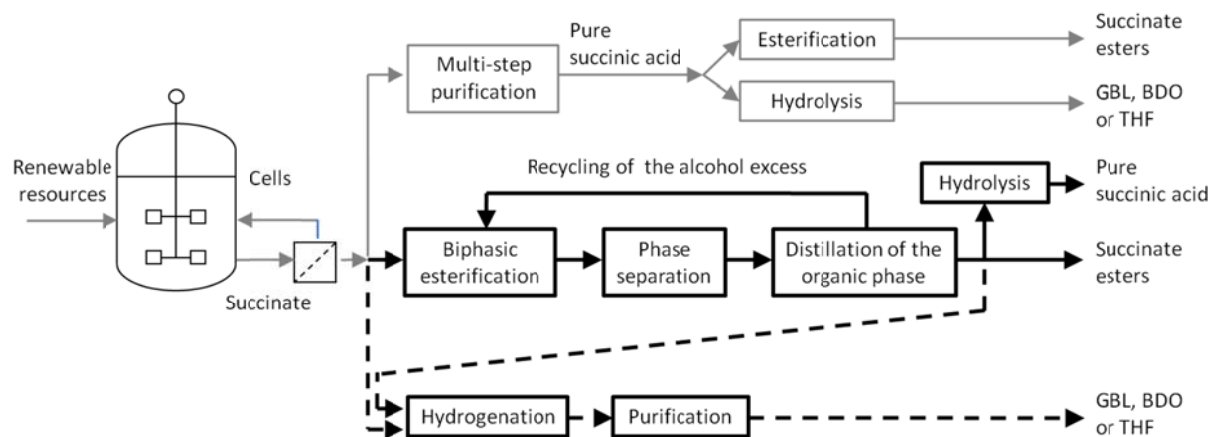 Renewable
resources
Cells
Succinate
Multi-step
purification
Pure
succinic acid
Esterification
Succinate
esters
Hydrolysis
GBL, BDO
or THF
Recycling of the alcohol excess
Biphasic
esterification
Phase
separation
Distillation of the
organic phase
Hydrolysis
Pure
succinic acid
Succinate
esters
Hydrogenation
Purification
GBL, BDO
or THF